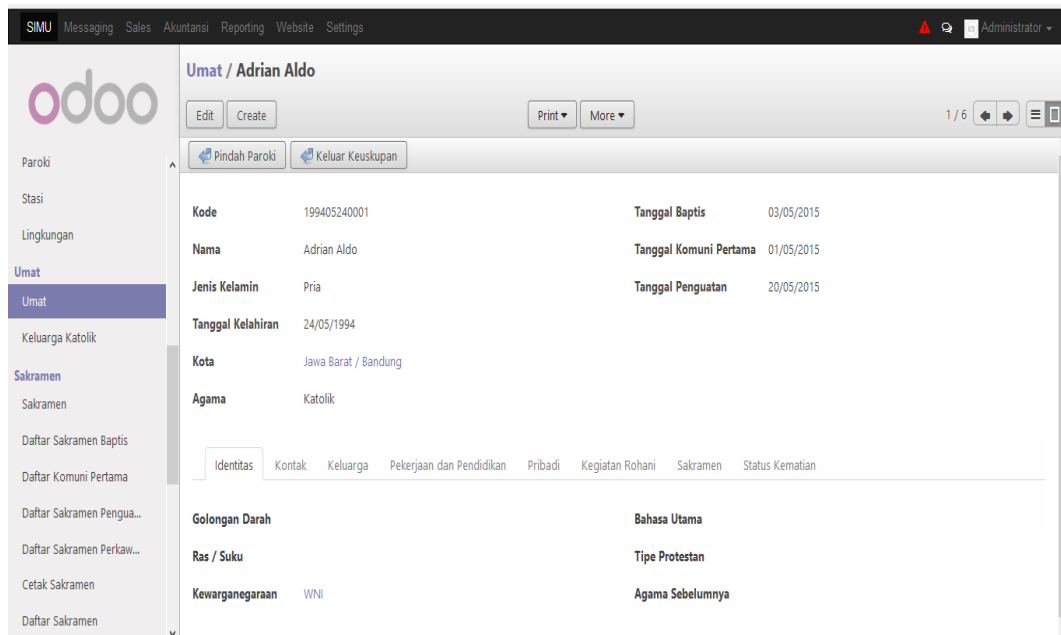 SIMU Messaging Sales Akuntansi Reporting Website Settings Administrator
odoo
Paroki
Stasi
Lingkungan
Umat
Umat
Keluarga Katolik
Sakramen
Sakramen
Daftar Sakramen Baptis
Daftar Komuni Pertama
Daftar Sakramen Pengua...
Daftar Sakramen Perkaw...
Cetak Sakramen
Daftar Sakramen
Umat / Adrian Aldo
Edit Create Print More 1 / 6
Pindah Paroki Keluar Keuskupan
Kode 199405240001 Tanggal Baptis 03/05/2015
Nama Adrian Aldo Tanggal Komuni Pertama 01/05/2015
Jenis Kelamin Pria Tanggal Penguatan 20/05/2015
Tanggal Kelahiran 24/05/1994
Kota Jawa Barat / Bandung
Agama Katolik
Identitas Kontak Keluarga Pekerjaan dan Pendidikan Pribadi Kegiatan Rohani Sakramen Status Kematian
Golongan Darah Bahasa Utama
Ras / Suku Tipe Protestan
Kewarganegaraan WNI Agama Sebelumnya